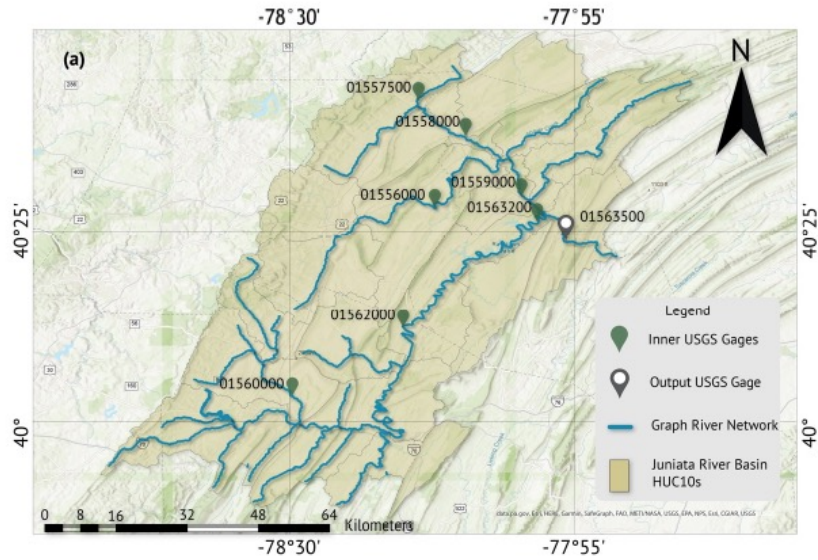 -78°30' -77°55'
(a)
N
01557500
01558000
01559000
01556000
01563200
01563500
40°25' 40°25'
01562000
Legend
Inner USGS Gages
01560000
Output USGS Gage
40° 40°
Graph River Network
Juniata River Basin
HUC10s
0 8 16 32 48 64
Kilometers
-78°30' -77°55'